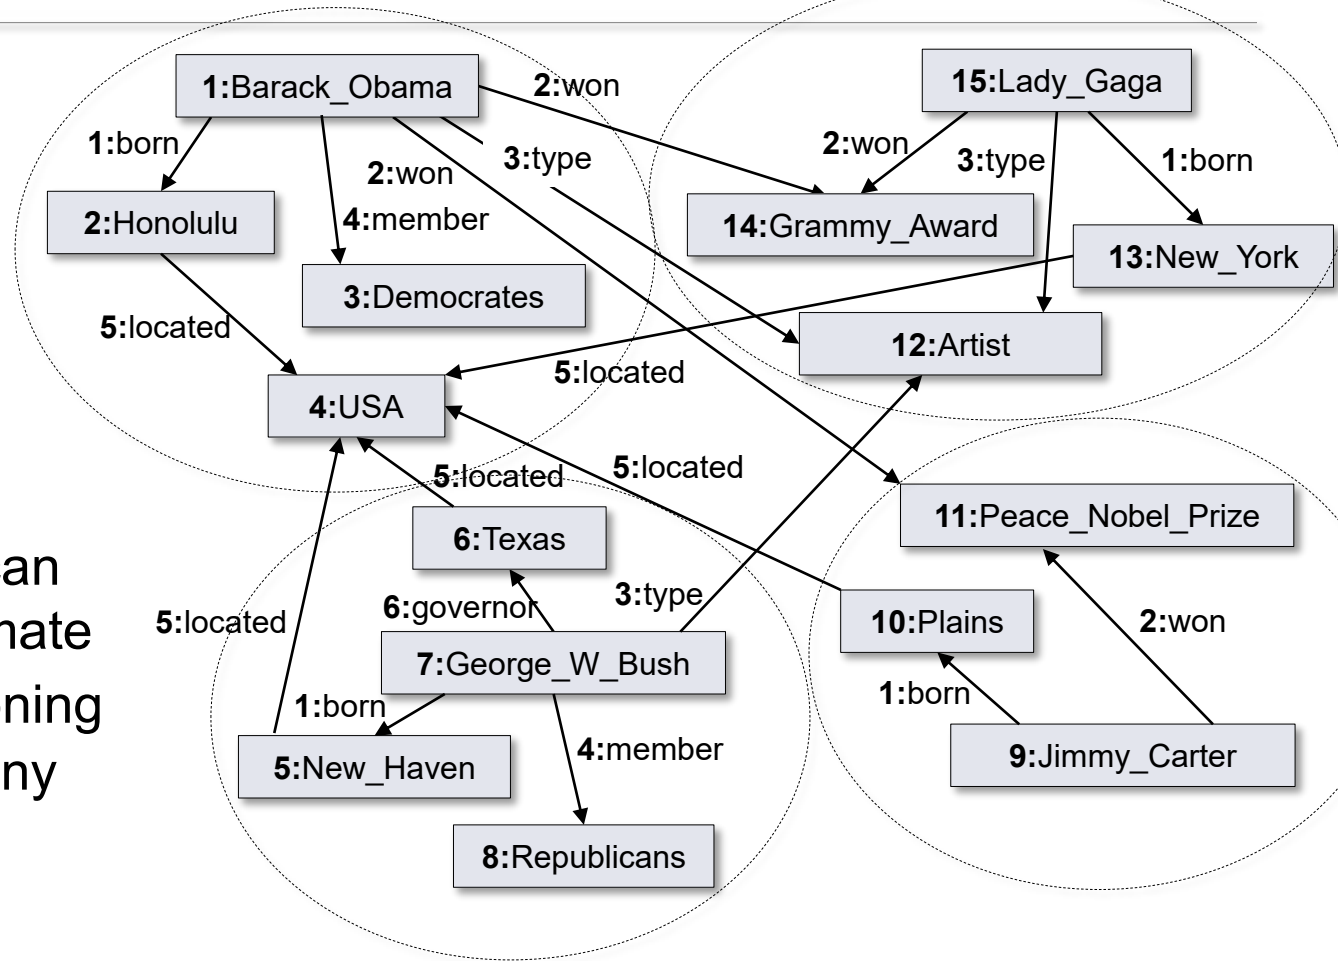 1:Barack_Obama
2:won
15:Lady_Gaga
1:born
2:won
3:type
2:won
3:type
1:born
2:Honolulu
4:member
14:Grammy_Award
13:New_York
3:Democrates
5:located
12:Artist
5:located
4:USA
5:located
5:located
11:Peace_Nobel_Prize
6:Texas
5:located
6:governor
3:type
10:Plains
2:won
7:George_W_Bush
1:born
1:born
4:member
5:New_Haven
9:Jimmy_Carter
8:Republicans
ny